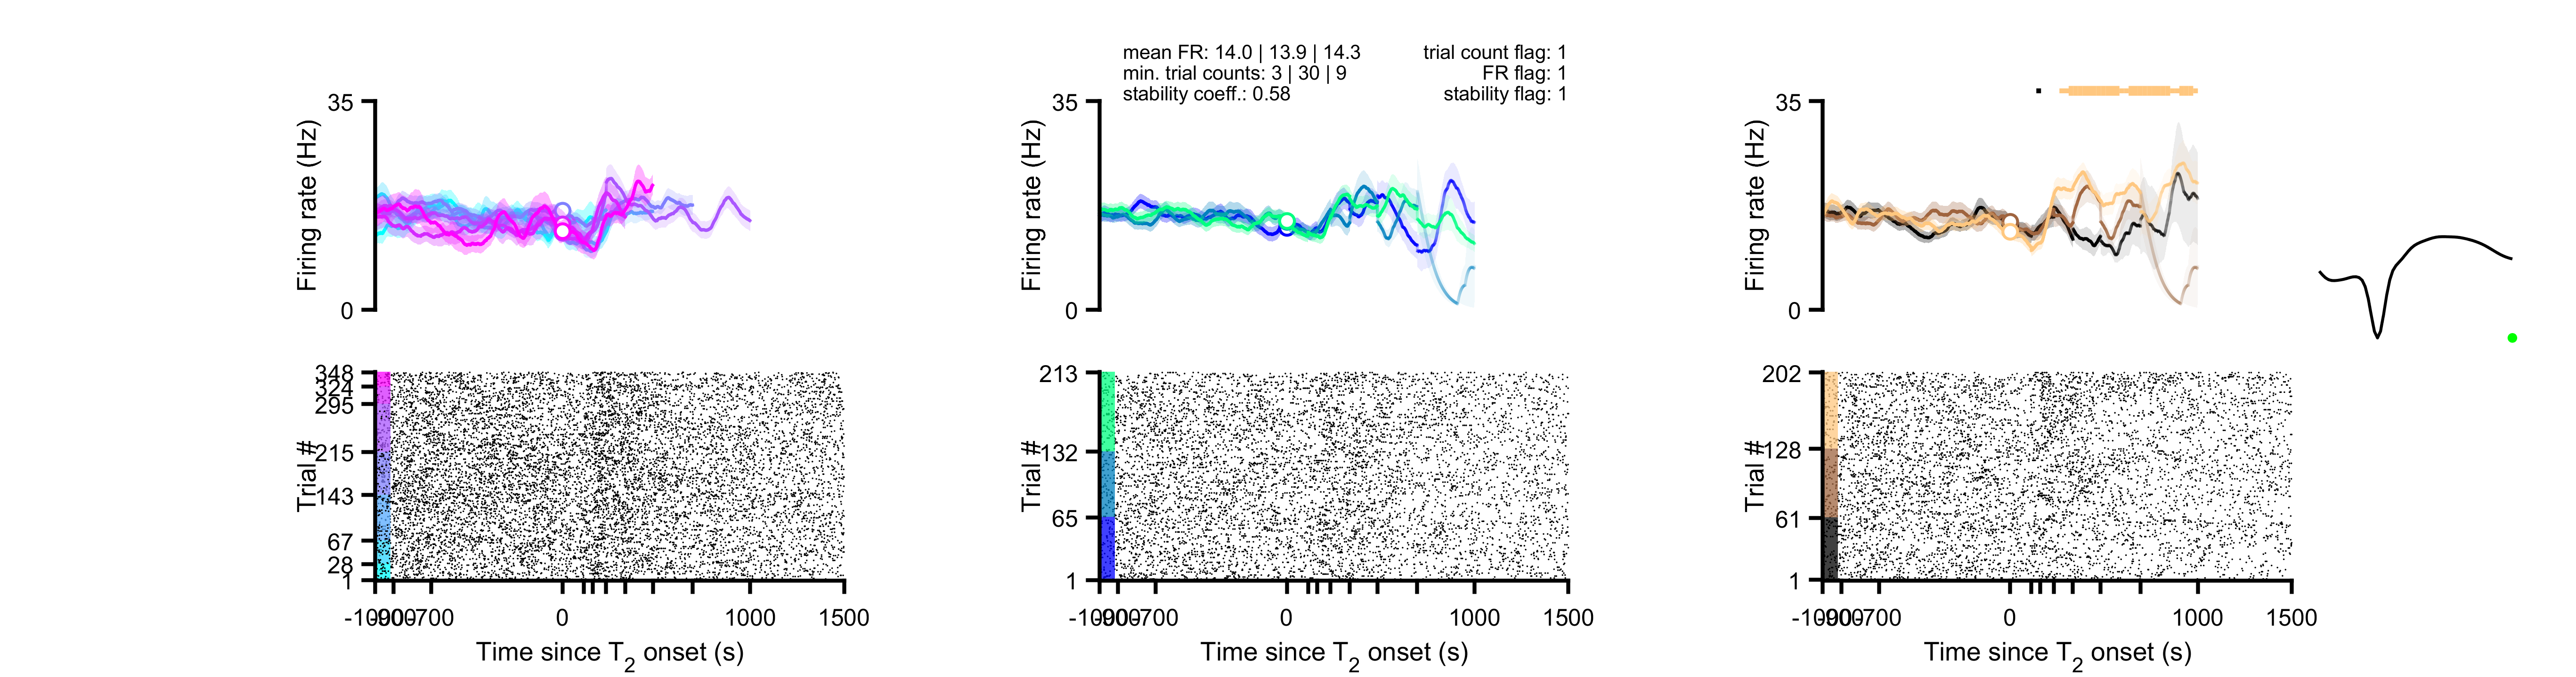 mean FR: 14.0 | 13.9 | 14.3
min. trial counts: 3 | 30 | 9
stability coeff.: 0.58
trial count flag: 1
FR flag: 1
stability flag: 1
35
Firing rate (Hz)
0
35
Firing rate (Hz)
0
35
Firing rate (Hz)
0
348
324
295
215
143
67
28
1
Trial #
0
1000
1500
-700
Time since T2 onset (s)
213
132
65
1
Trial #
-700
0
1000
1500
Time since T2 onset (s)
202
128
61
1
Trial #
-700
0
1000
1500
Time since T2 onset (s)